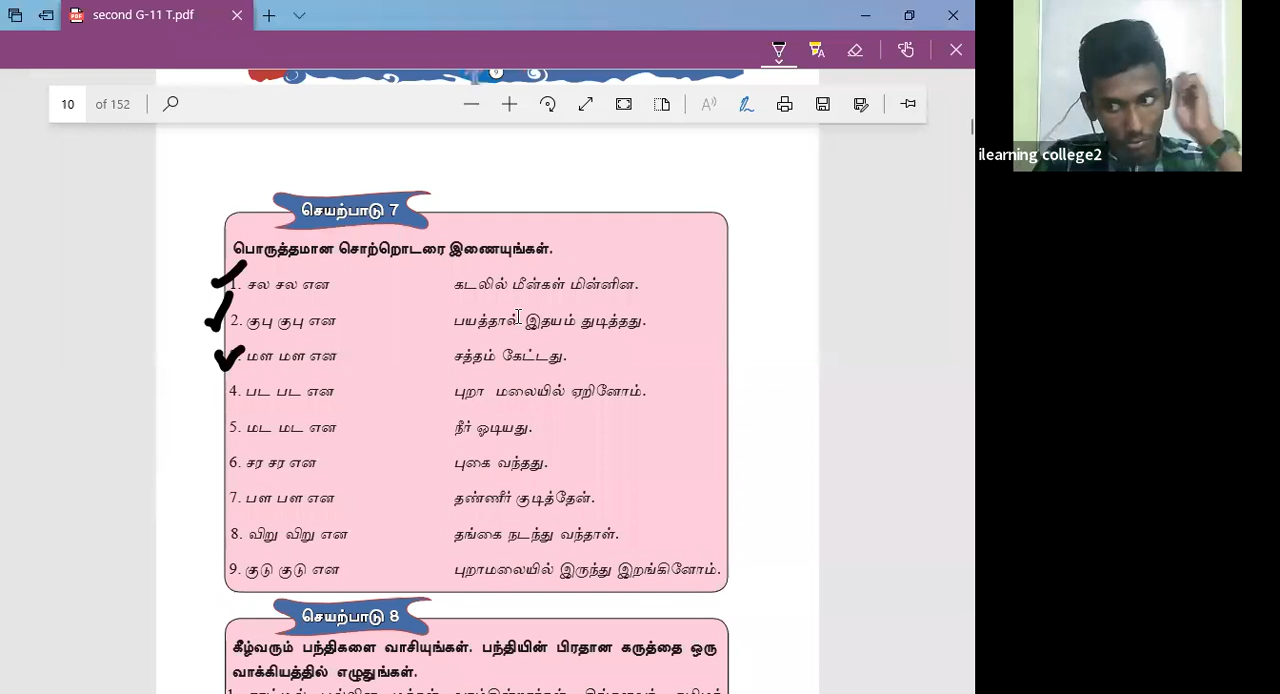 second G-11 T.pdf
10 of 152
ilearning college2
செயற்பாடு 7
பொருத்தமான சொற்றொடரை இணையுங்கள்.
1. சல சல என கடலில் மீன்கள் மின்னின.
2. குபு குபு என பயத்தால் இதயம் துடித்தது.
மள மள என சத்தம் கேட்டது.
4. பட பட என புறா மலையில் ஏறினோம்.
5. மட மட என நீர் ஓடியது.
6. சர சர என புகை வந்தது.
7. பள பள என தண்ணீர் குடித்தேன்.
8. விறு விறு என தங்கை நடந்து வந்தாள்.
9. குடு குடு என புறாமலையில் இருந்து இறங்கினோம்.
செயற்பாடு 8
கீழ்வரும் பந்திகளை வாசியுங்கள். பந்தியின் பிரதான கருத்தை ஒரு
வாக்கியத்தில் எழுதுங்கள்.